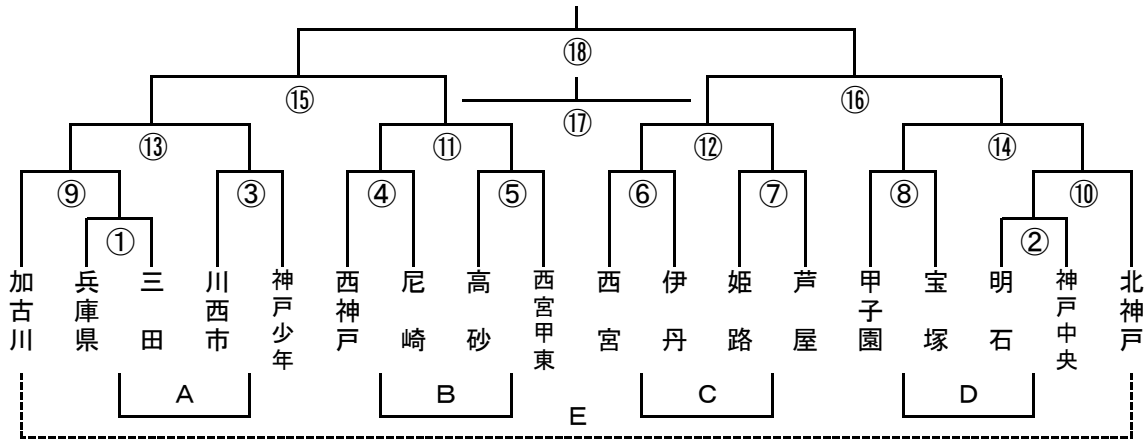 ⑱
⑮
⑯
⑰
⑬
⑪
⑫
⑭
⑨
③
④
⑤
⑥
⑦
⑧
⑩
①
②
加古川
兵庫県
三田
川西市
神戸少年
西神戸
尼崎
高砂
西宮甲東
西宮
伊丹
姫路
芦屋
甲子園
宝塚
明石
神戸中央
北神戸
A
B
C
D
E